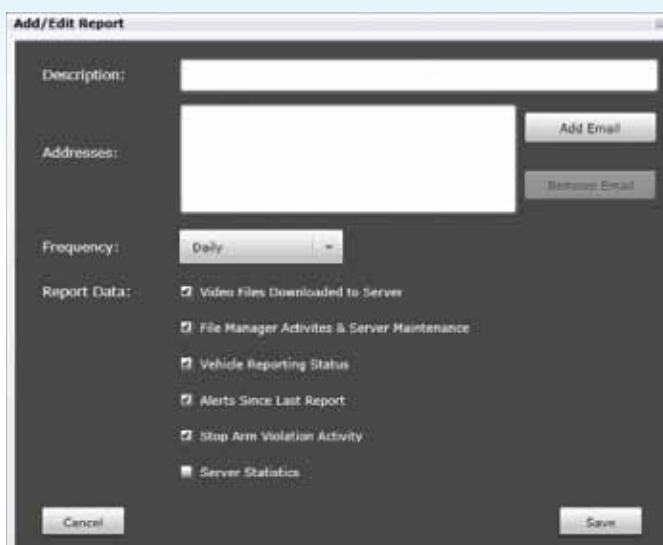 Add/Edit Report
Description:
Addresses:
Add Email
Remove Email
Frequency:
Daily
Report Data:
Video Files Downloaded to Server
File Manager Activites & Server Maintenance
Vehicle Reporting Status
Alerts Since Last Report
Stop Arm Violation Activity
Server Statistics
Cancel
Save